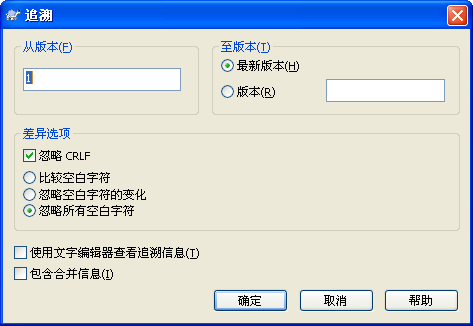 追溯
从版本(F)
1
至版本(T)
最新版本(H)
版本(R)
差异选项
忽略 CRLF
比较空白字符
忽略空白字符的变化
忽略所有空白字符
使用文字编辑器查看追溯信息(T)
包含合并信息(I)
确定 取消 帮助